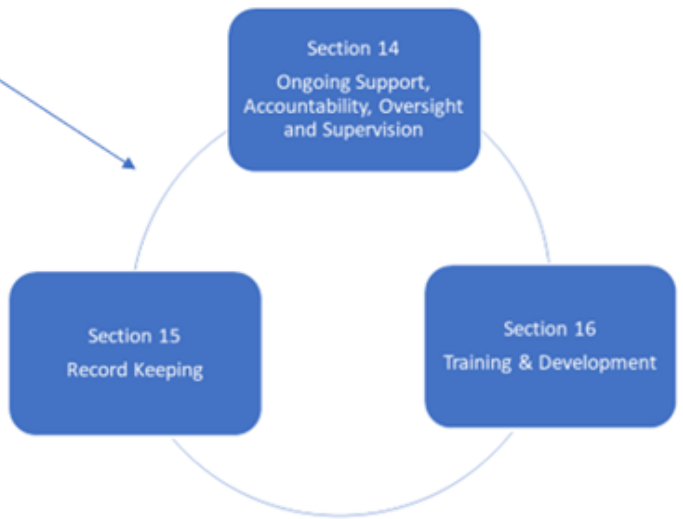 Section 14
Ongoing Support,
Accountability, Oversight
and Supervision
Section 15
Record Keeping
Section 16
Training & Development